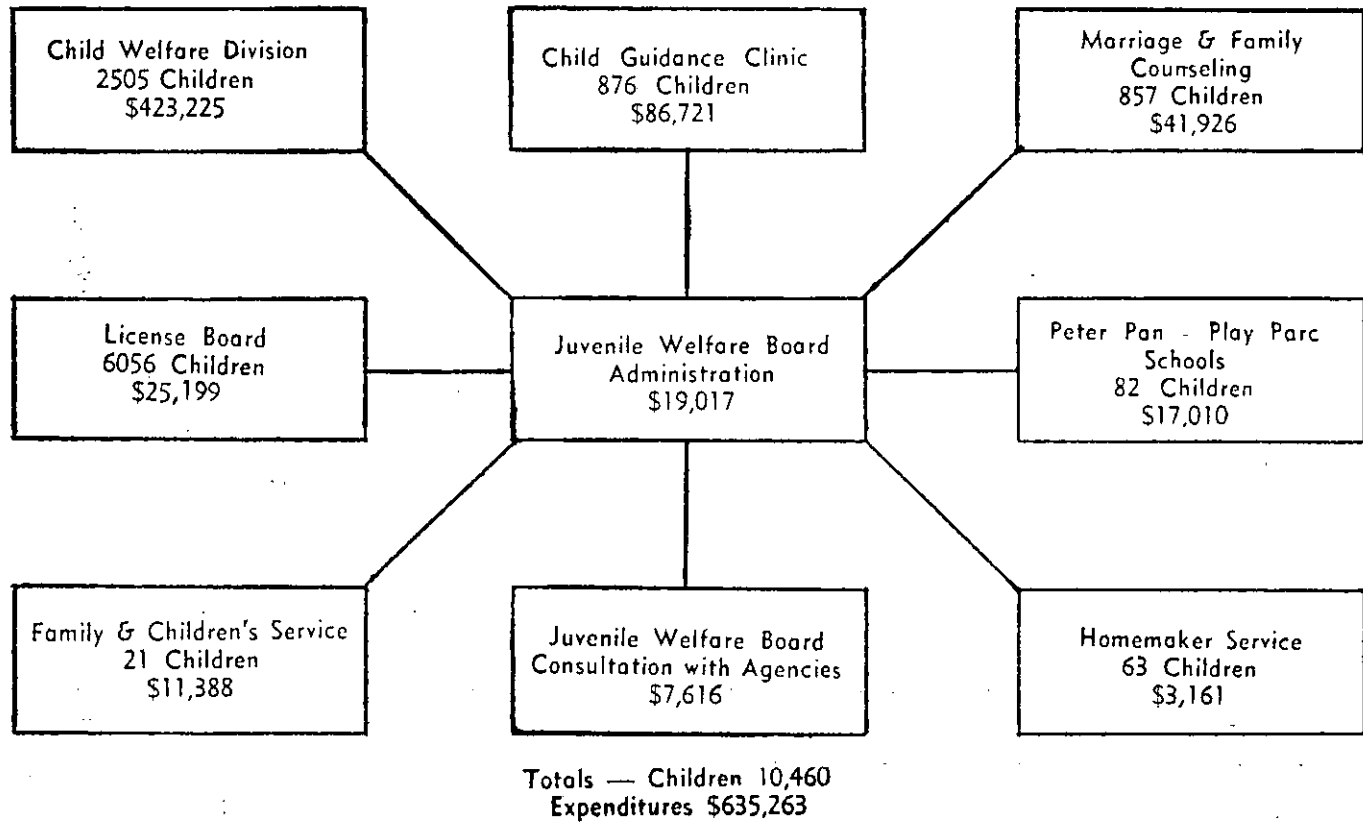 Child Welfare Division
2505 Children
$423,225
Child Guidance Clinic
876 Children
$86,721
Marriage & Family
Counseling
857 Children
$41,926
License Board
6056 Children
$25,199
Juvenile Welfare Board
Administration
$19,017
Peter Pan - Play Parc
Schools
82 Children
$17,010
Family & Children's Service
21 Children
$11,388
Juvenile Welfare Board
Consultation with Agencies
$7,616
Homemaker Service
63 Children
$3,161
Totals — Children 10,460
Expenditures $635,263